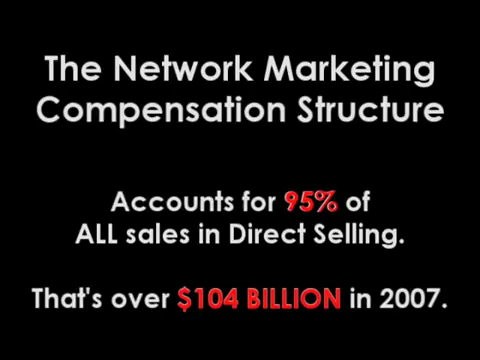 The Network Marketing
Compensation Structure
Accounts for 95% of
ALL sales in Direct Selling.
That's over $104 BILLION in 2007.